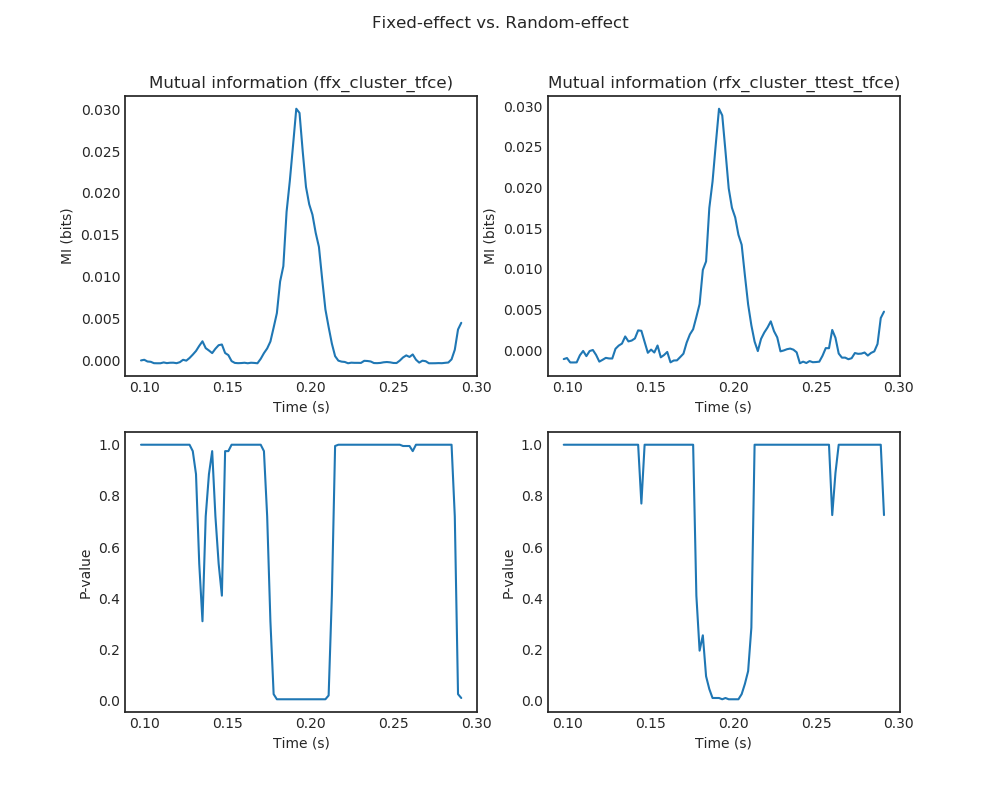 Fixed-effect vs. Random-effect
Mutual information (ffx_cluster_tfce)
0.030
0.025
0.020
0.015
0.010
0.005
0.000
MI (bits)
0.10 0.15 0.20 0.25 0.30
Time (s)
Mutual information (rfx_cluster_ttest_tfce)
0.030
0.025
0.020
0.015
0.010
0.005
0.000
MI (bits)
0.10 0.15 0.20 0.25 0.30
Time (s)
1.0
0.8
0.6
0.4
0.2
0.0
P-value
0.10 0.15 0.20 0.25 0.30
Time (s)
1.0
0.8
0.6
0.4
0.2
0.0
P-value
0.10 0.15 0.20 0.25 0.30
Time (s)